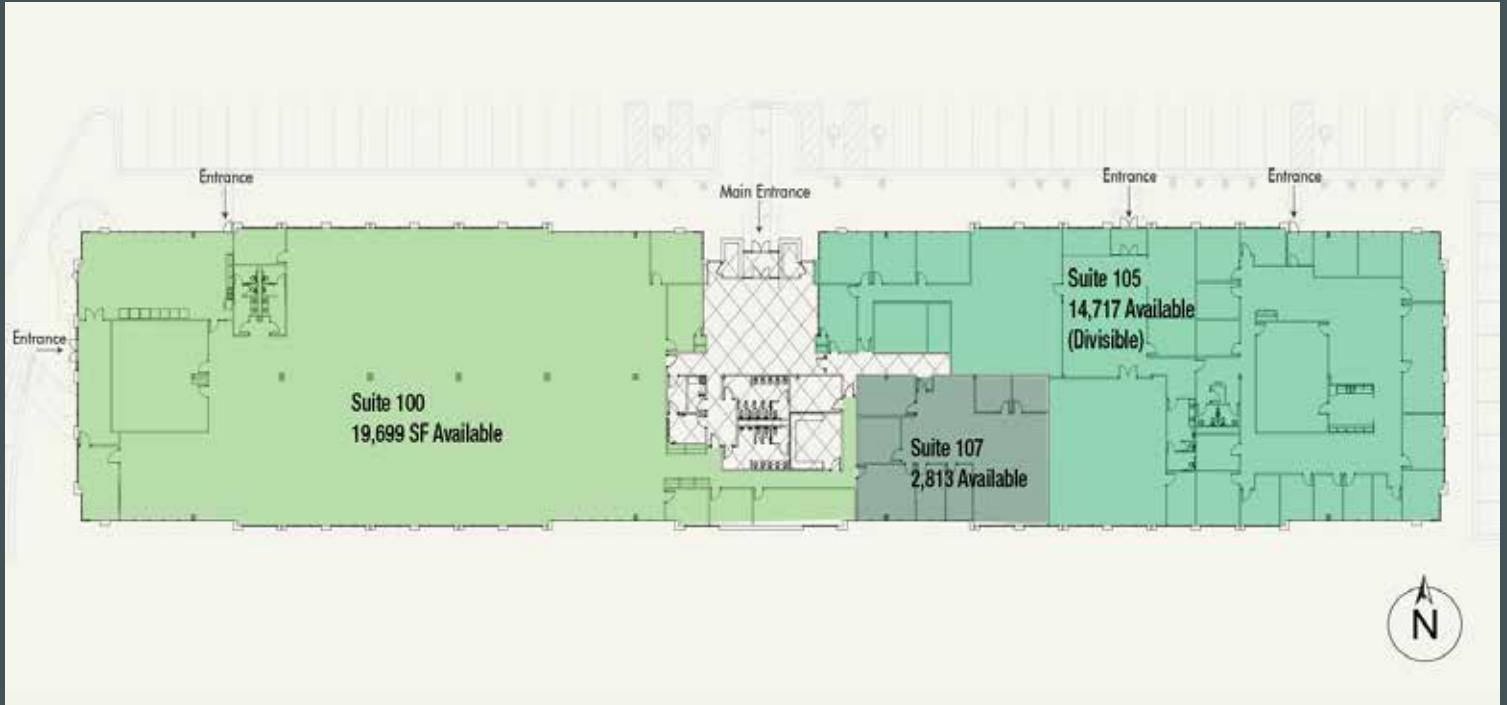 Entrance
Main Entrance
Entrance
Entrance
Entrance
Suite 105
14,717 Available
(Divisible)
Suite 100
19,699 SF Available
Suite 107
2,813 Available
N